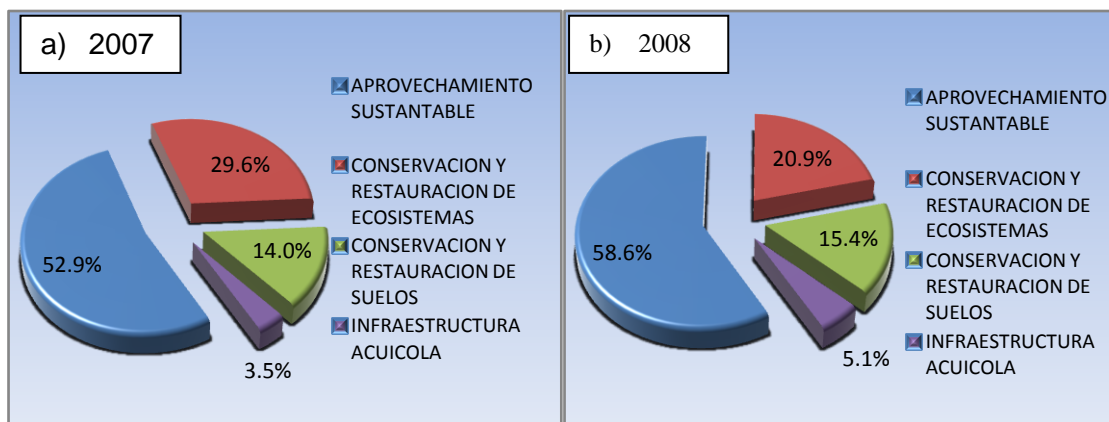 a) 2007
APROVECHAMIENTO
SUSTANTABLE
CONSERVACION Y
RESTAURACION DE
ECOSISTEMAS
CONSERVACION Y
RESTAURACION DE
SUELOS
INFRAESTRUCTURA
ACUICOLA
29.6%
14.0%
52.9%
3.5%
b) 2008
APROVECHAMIENTO
SUSTANTABLE
CONSERVACION Y
RESTAURACION DE
ECOSISTEMAS
CONSERVACION Y
RESTAURACION DE
SUELOS
INFRAESTRUCTURA
ACUICOLA
20.9%
15.4%
58.6%
5.1%